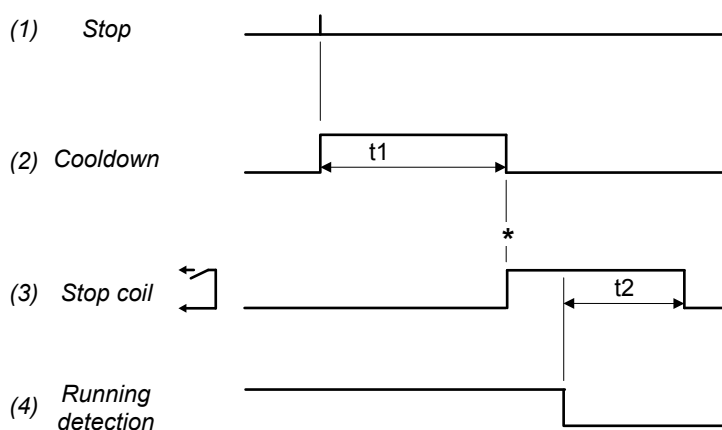 (1) Stop
(2) Cooldown
t1
*
(3) Stop coil
t2
(4) Running
detection